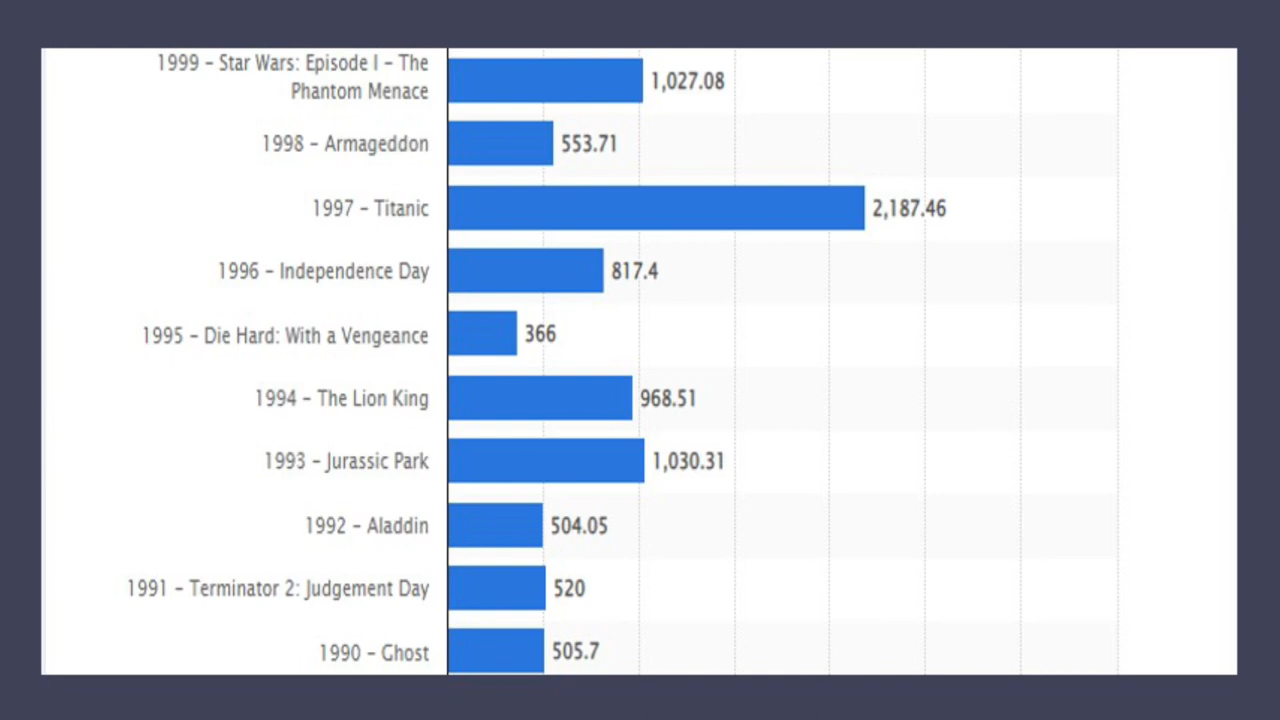 1999 – Star Wars: Episode I – The
Phantom Menace
1,027.08
1998 – Armageddon
553.71
1997 – Titanic
2,187.46
1996 – Independence Day
817.4
1995 – Die Hard: With a Vengeance
366
1994 – The Lion King
968.51
1993 – Jurassic Park
1,030.31
1992 – Aladdin
504.05
1991 – Terminator 2: Judgement Day
520
1990 – Ghost
505.7